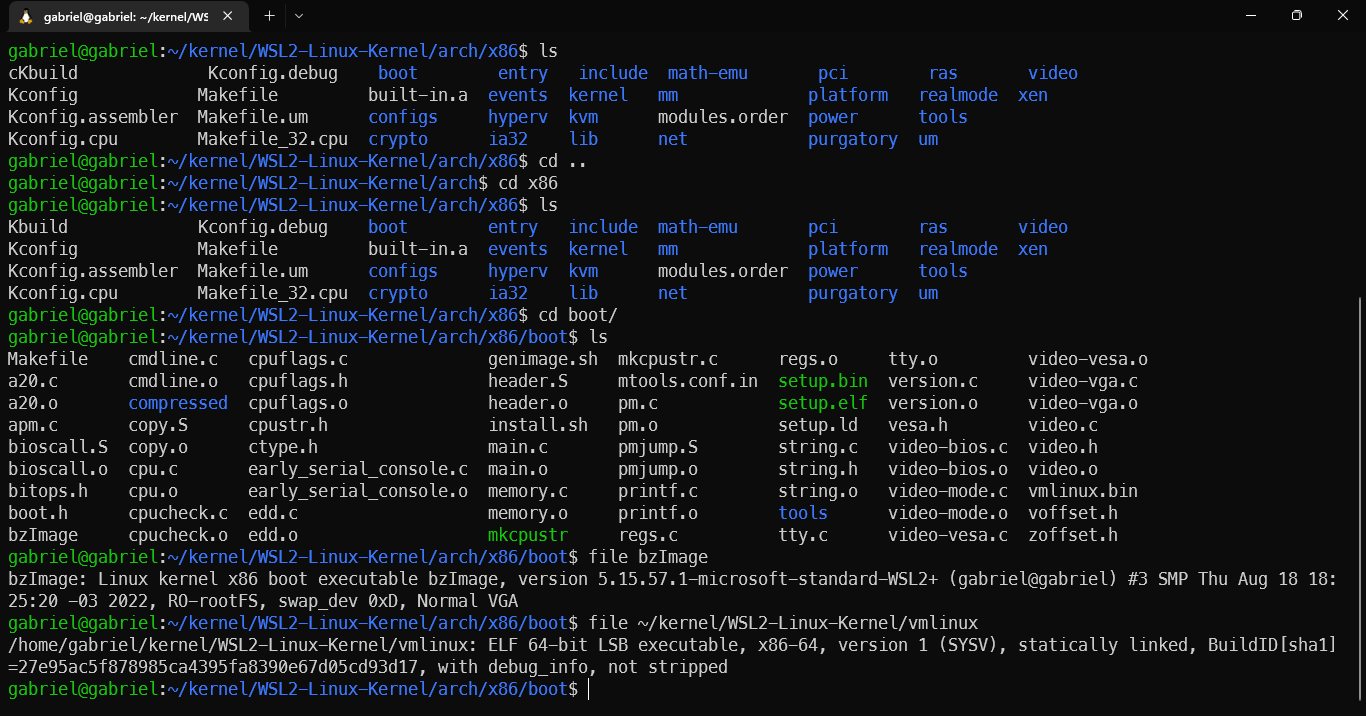 gabriel@gabriel: ~/kernel/WS
gabriel@gabriel:~/kernel/WSL2-Linux-Kernel/arch/x86$ ls
cKbuild Kconfig.debug boot entry include math-emu pci ras video
Kconfig Makefile built-in.a events kernel mm platform realmode xen
Kconfig.assembler Makefile.um configs hyperv kvm modules.order power tools
Kconfig.cpu Makefile_32.cpu crypto ia32 lib net purgatory um
gabriel@gabriel:~/kernel/WSL2-Linux-Kernel/arch/x86$ cd ..
gabriel@gabriel:~/kernel/WSL2-Linux-Kernel/arch$ cd x86
gabriel@gabriel:~/kernel/WSL2-Linux-Kernel/arch/x86$ ls
Kbuild Kconfig.debug boot entry include math-emu pci ras video
Kconfig Makefile built-in.a events kernel mm platform realmode xen
Kconfig.assembler Makefile.um configs hyperv kvm modules.order power tools
Kconfig.cpu Makefile_32.cpu crypto ia32 lib net purgatory um
gabriel@gabriel:~/kernel/WSL2-Linux-Kernel/arch/x86$ cd boot/
gabriel@gabriel:~/kernel/WSL2-Linux-Kernel/arch/x86/boot$ ls
Makefile cmdline.c cpuflags.c genimage.sh mkcpustr.c regs.o tty.o video-vesa.o
a20.c cmdline.o cpuflags.h header.S mtools.conf.in setup.bin version.c video-vga.c
a20.o compressed cpuflags.o header.o pm.c setup.elf version.o video-vga.o
apm.c copy.S cpustr.h install.sh pm.o setup.ld vesa.h video.c
bioscall.S copy.o ctype.h main.c pmjump.S string.c video-bios.c video.h
bioscall.o cpu.c early_serial_console.c main.o pmjump.o string.h video-bios.o video.o
bitops.h cpu.o early_serial_console.o memory.c printf.c string.o video-mode.c vmlinux.bin
boot.h cpucheck.c edd.c memory.o printf.o tools video-mode.o voffset.h
bzImage cpucheck.o edd.o mkcpustr regs.c tty.c video-vesa.c zoffset.h
gabriel@gabriel:~/kernel/WSL2-Linux-Kernel/arch/x86/boot$ file bzImage
bzImage: Linux kernel x86 boot executable bzImage, version 5.15.57.1-microsoft-standard-WSL2+ (gabriel@gabriel) #3 SMP Thu Aug 18 18:
25:20 -03 2022, RO-rootFS, swap_dev 0xD, Normal VGA
gabriel@gabriel:~/kernel/WSL2-Linux-Kernel/arch/x86/boot$ file ~/kernel/WSL2-Linux-Kernel/vmlinux
/home/gabriel/kernel/WSL2-Linux-Kernel/vmlinux: ELF 64-bit LSB executable, x86-64, version 1 (SYSV), statically linked, BuildID[sha1]
=27e95ac5f878985ca4395fa8390e67d05cd93d17, with debug_info, not stripped
gabriel@gabriel:~/kernel/WSL2-Linux-Kernel/arch/x86/boot$